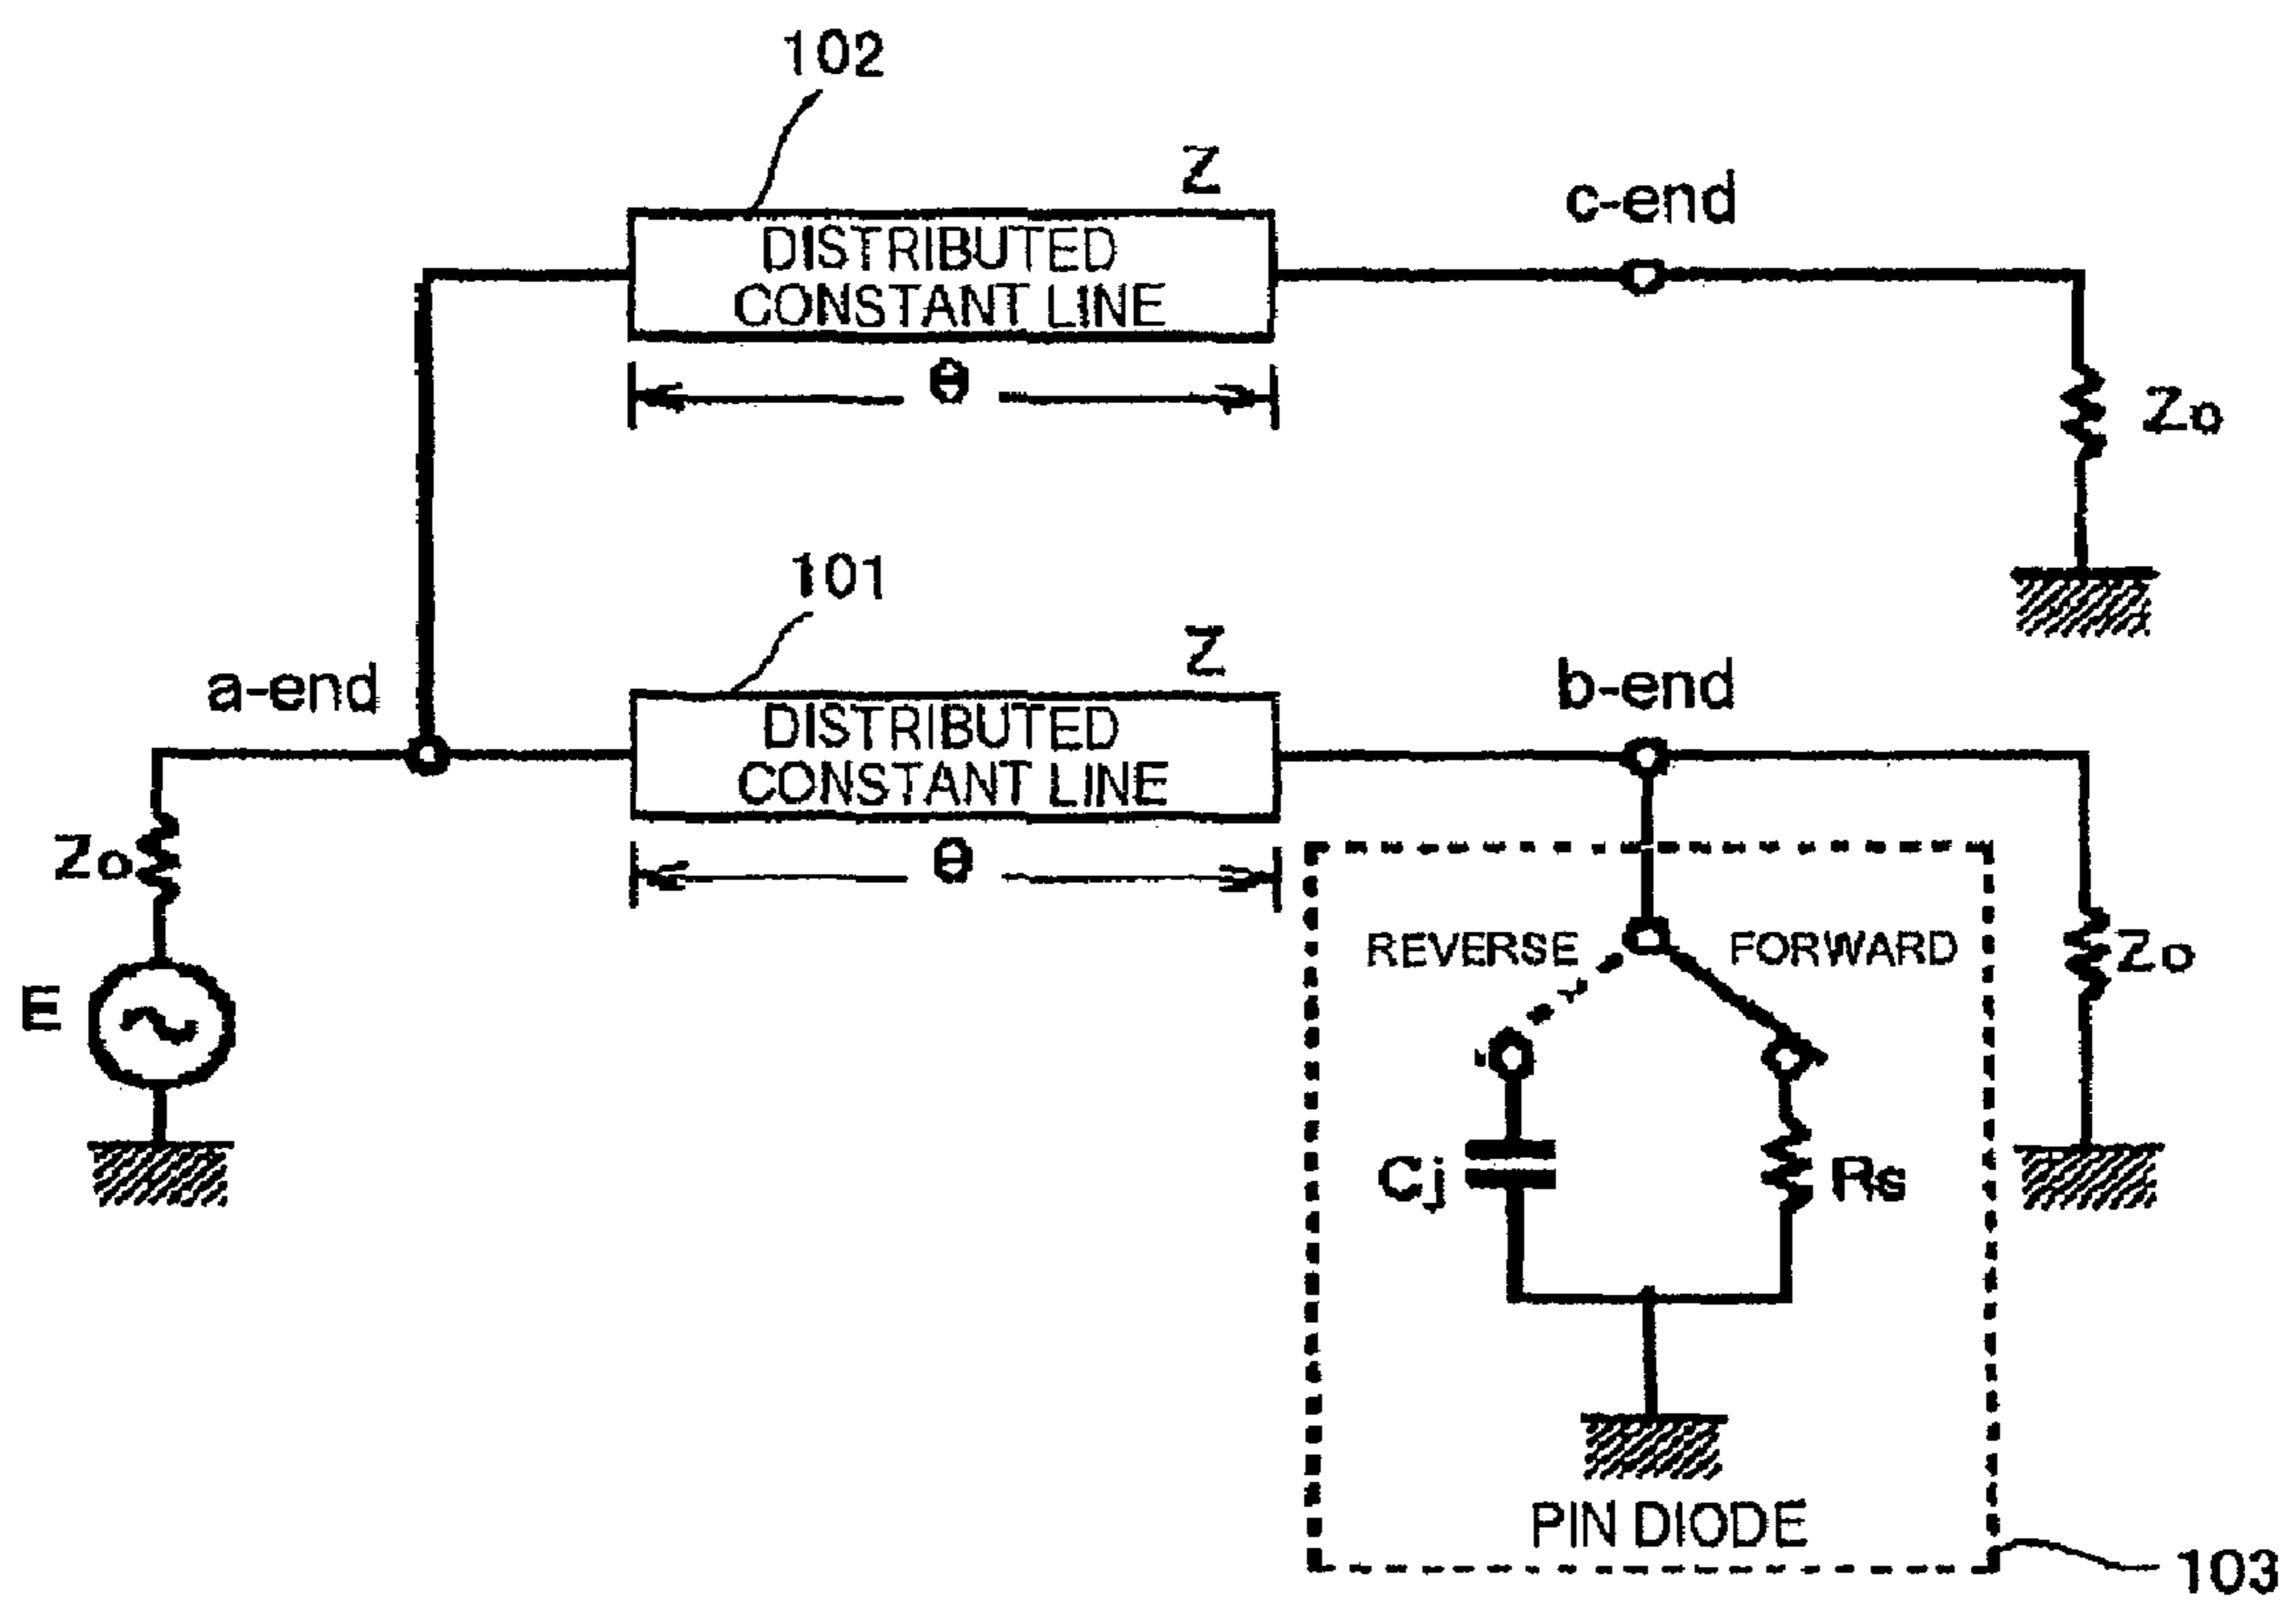 102
Z
c-end
DISTRIBUTED
CONSTANT LINE
θ
Zo
101
Z
a-end
b-end
DISTRIBUTED
CONSTANT LINE
Zo
θ
REVERSE
FORWARD
Zo
E
Cj
Rs
PIN DIODE
103